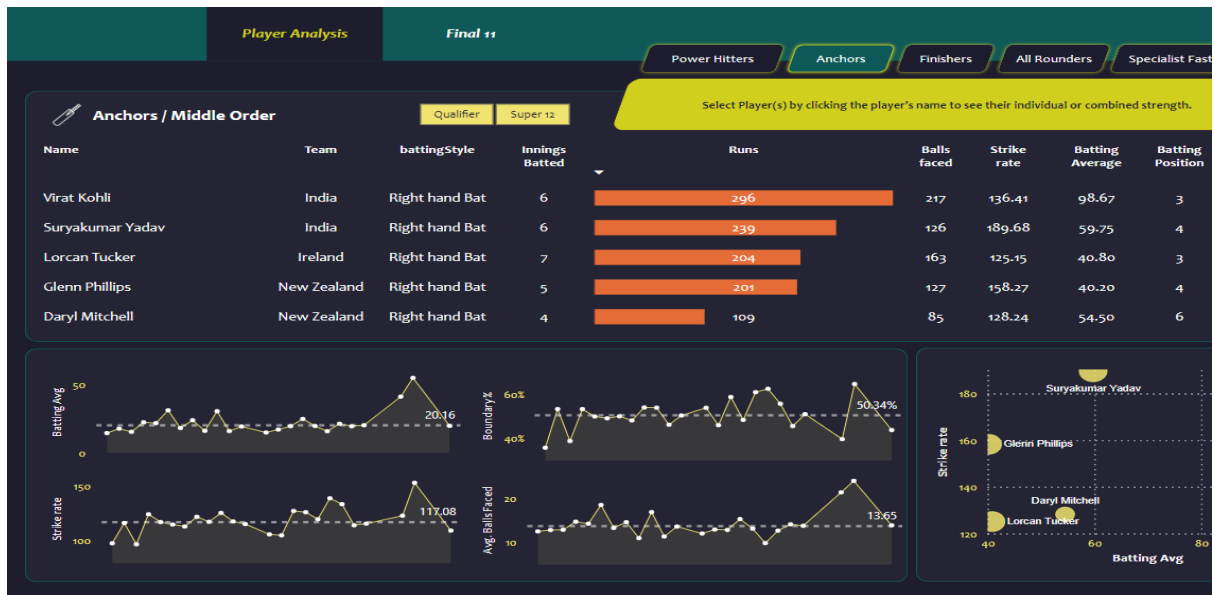 Player Analysis
Final 11
Power Hitters
Anchors
Finishers
All Rounders
Specialist Fast
Select Player(s) by clicking the player's name to see their individual or combined strength.
Anchors / Middle Order
Qualifier
Super 12
Name Team battingStyle Innings Batted Runs Balls faced Strike rate Batting Average Batting Position
Virat Kohli India Right hand Bat 6 296 217 136.41 98.67 3
Suryakumar Yadav India Right hand Bat 6 239 126 189.68 59.75 4
Lorcan Tucker Ireland Right hand Bat 7 204 163 125.15 40.80 3
Glenn Phillips New Zealand Right hand Bat 5 201 127 158.27 40.20 4
Daryl Mitchell New Zealand Right hand Bat 4 109 85 128.24 54.50 6
Batting Avg
50
0
20.16
Boundary%
60%
40%
50.34%
Strike rate
150
100
117.08
Avg. Balls Faced
20
10
13.65
Strike rate
180
160
140
120
Suryakumar Yadav
Glenn Phillips
Daryl Mitchell
Lorcan Tucker
40 60 80
Batting Avg